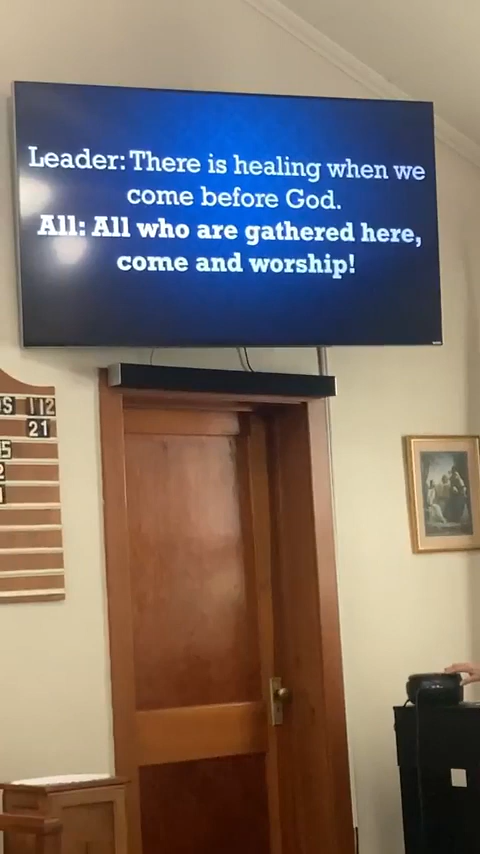 Leader: There is healing when we
come before God.
All: All who are gathered here,
come and worship!
112
21